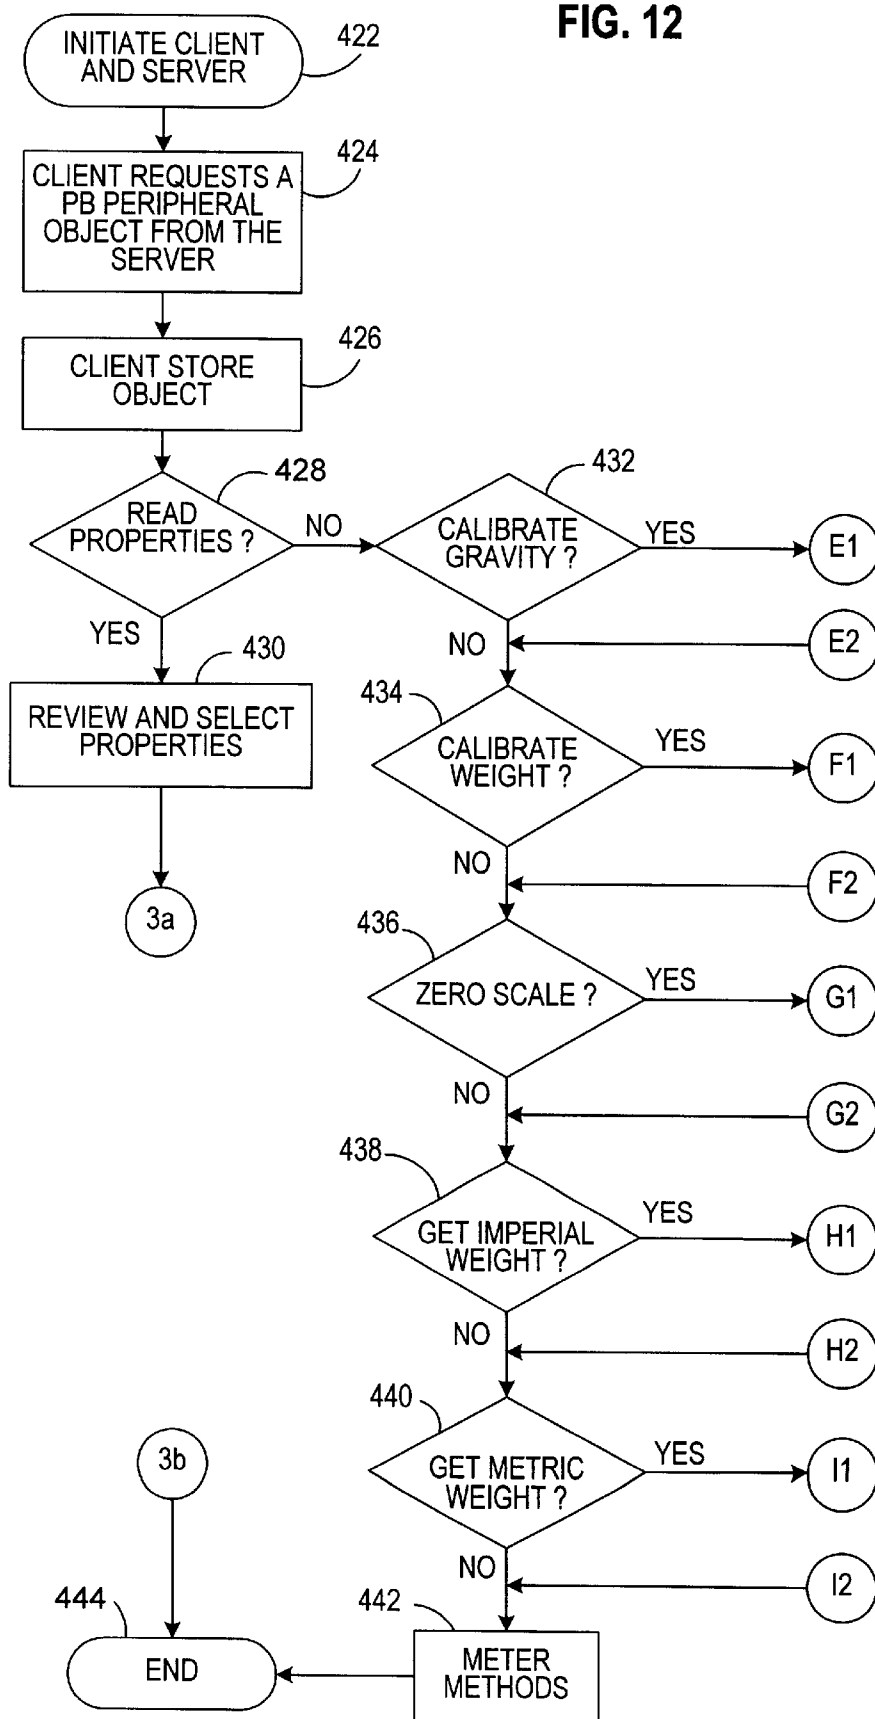 FIG. 12
INITIATE CLIENT
AND SERVER
422
CLIENT REQUESTS A
PB PERIPHERAL
OBJECT FROM THE
SERVER
424
CLIENT STORE
OBJECT
426
READ
PROPERTIES ?
428
NO
YES
REVIEW AND SELECT
PROPERTIES
430
3a
CALIBRATE
GRAVITY ?
432
YES
E1
NO
E2
CALIBRATE
WEIGHT ?
434
YES
F1
NO
F2
ZERO SCALE ?
436
YES
G1
NO
G2
GET IMPERIAL
WEIGHT ?
438
YES
H1
NO
H2
GET METRIC
WEIGHT ?
440
YES
I1
NO
I2
METER
METHODS
442
3b
END
444